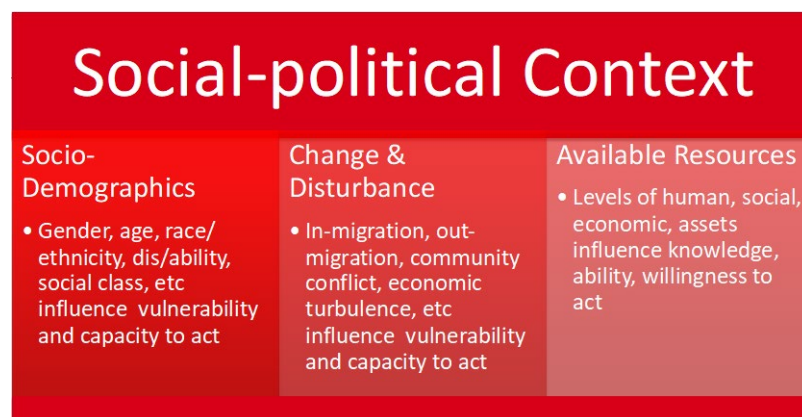 Social-political Context
Socio-
Demographics
• Gender, age, race/
ethnicity, dis/ability,
social class, etc
influence vulnerability
and capacity to act
Change &
Disturbance
• In-migration, out-
migration, community
conflict, economic
turbulence, etc
influence vulnerability
and capacity to act
Available Resources
• Levels of human, social,
economic, assets
influence knowledge,
ability, willingness to
act